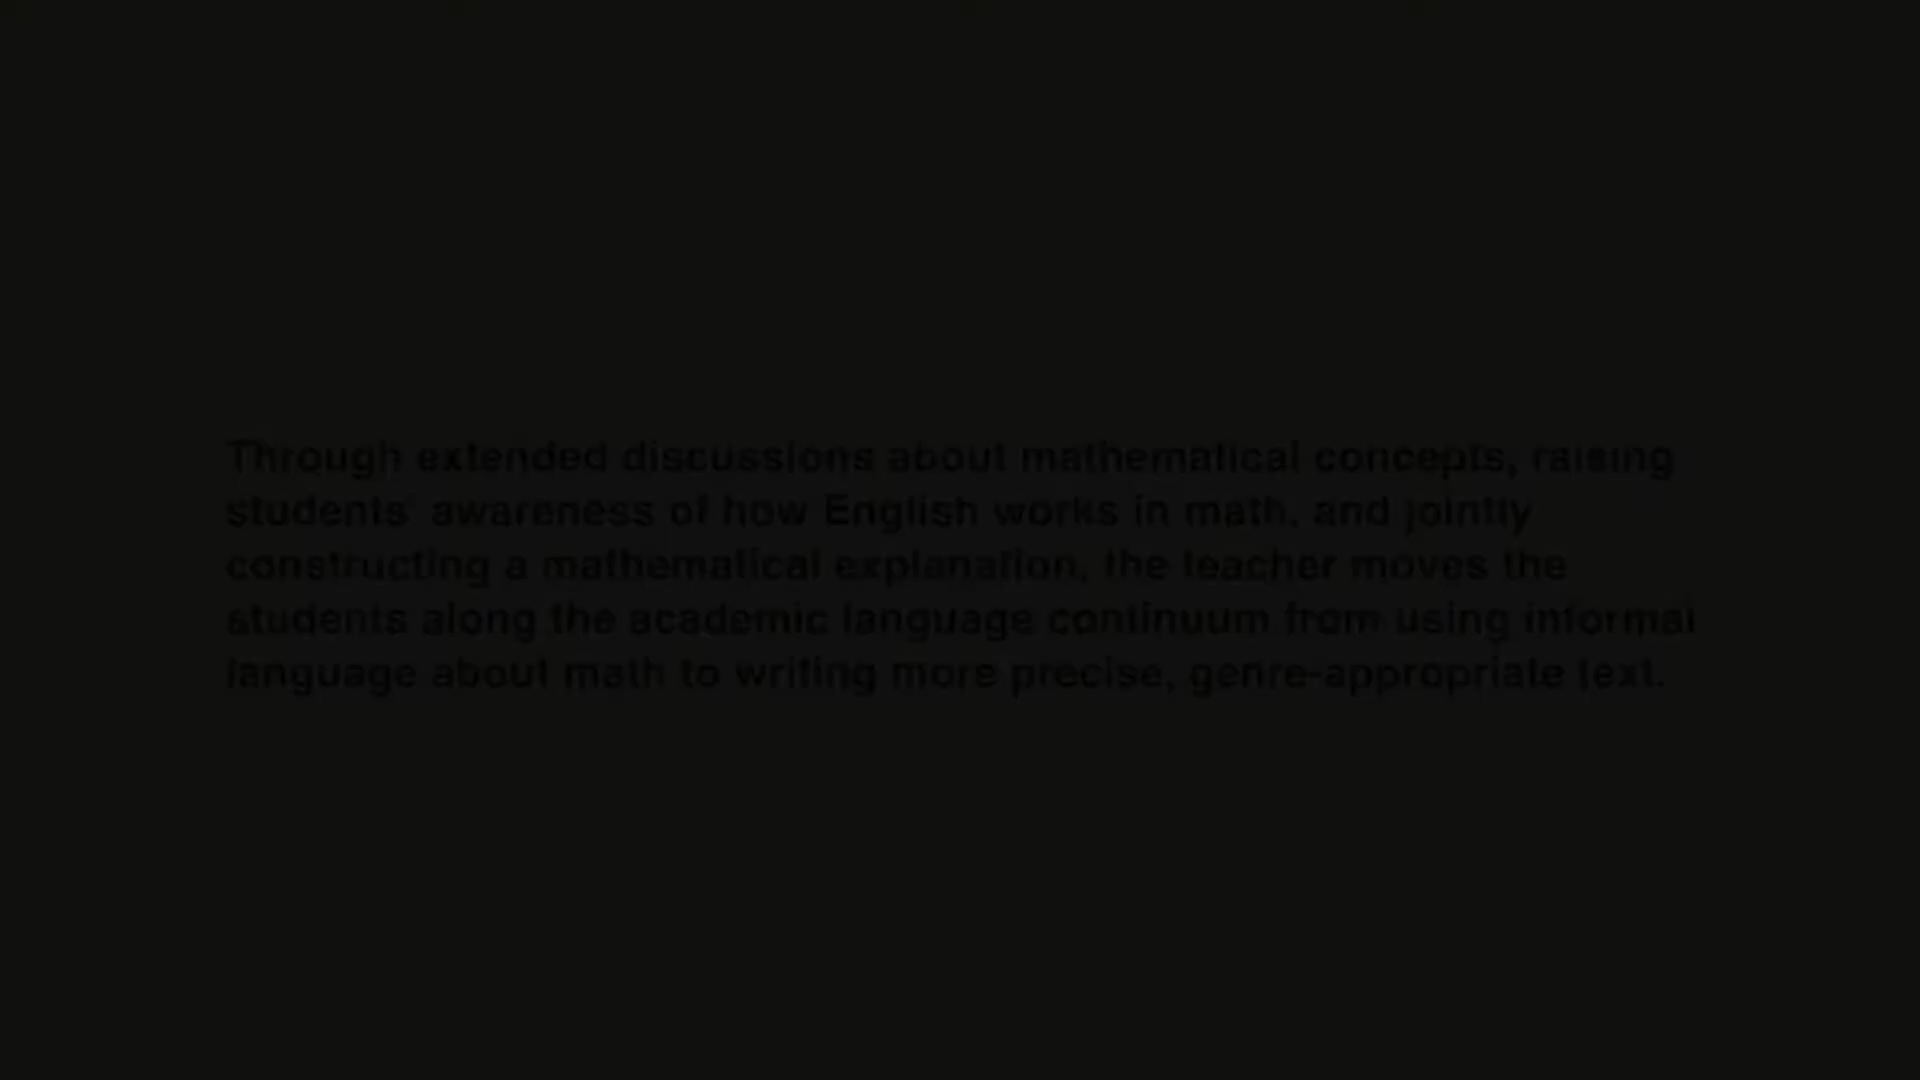 Through extended discussions about mathematical concepts, raising
students' awareness of how English works in math, and jointly
constructing a mathematical explanation, the teacher moves the
students along the academic language continuum from using informal
language about math to writing more precise, genre-appropriate text.